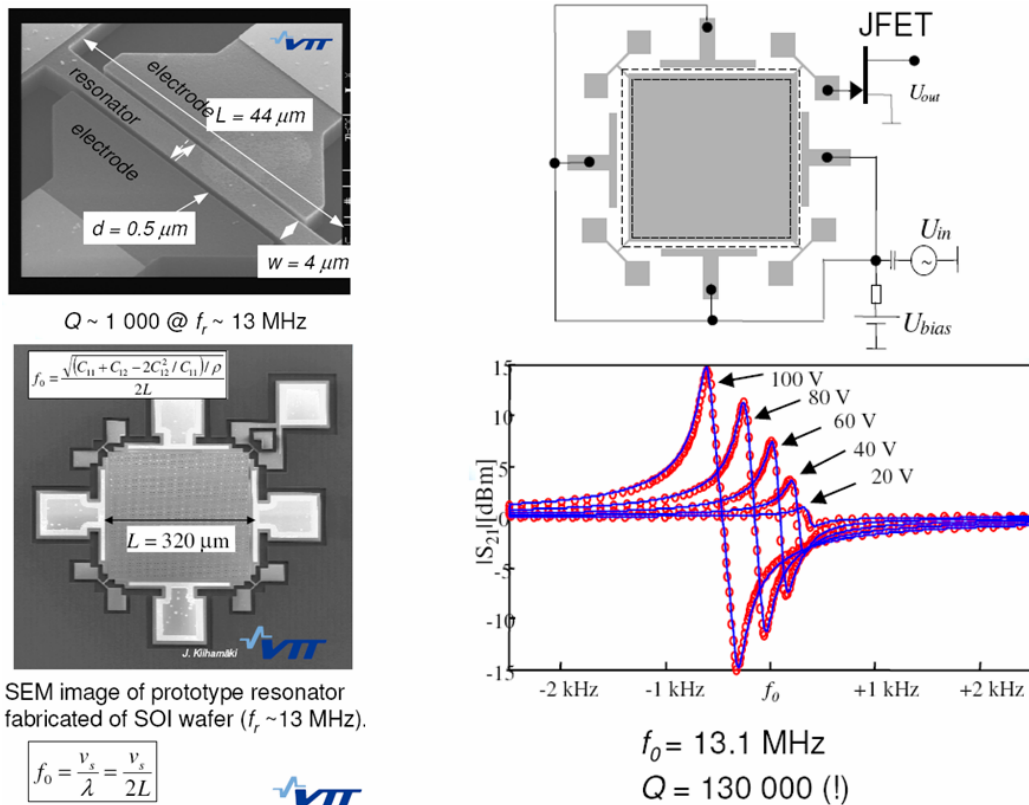 VTT
electrode
resonator
L = 44 μm
electrode
d = 0.5 μm
w = 4 μm
Q ~ 1 000 @ f_r ~ 13 MHz
JFET
U_out
U_in
~
U_bias
f_0 = √((C_11 + C_12 − 2C_12^2 / C_11) / ρ) / 2L
L = 320 μm
J. Kiihamäki
VTT
SEM image of prototype resonator
fabricated of SOI wafer (f_r ~13 MHz).
f_0 = v_s / λ = v_s / 2L
VTT
|S_21|[dBm]
15
10
5
0
-5
-10
-15
100 V
80 V
60 V
40 V
20 V
-2 kHz
-1 kHz
f_0
+1 kHz
+2 kHz
f_0 = 13.1 MHz
Q = 130 000 (!)